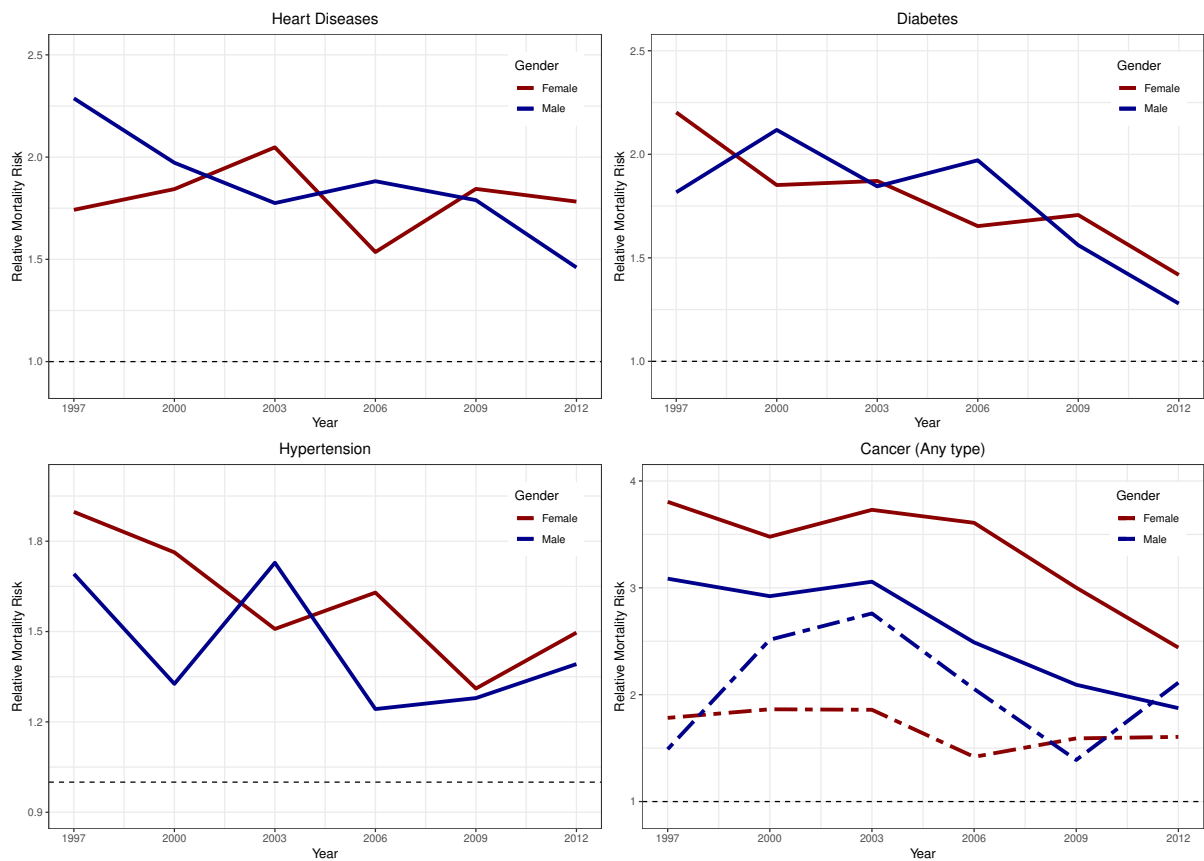 Heart Diseases
Relative Mortality Risk
2.5
2.0
1.5
1.0
Gender
Female
Male
1997 2000 2003 2006 2009 2012
Year
Diabetes
Relative Mortality Risk
2.5
2.0
1.5
1.0
Gender
Female
Male
1997 2000 2003 2006 2009 2012
Year
Hypertension
Relative Mortality Risk
1.8
1.5
1.2
0.9
Gender
Female
Male
1997 2000 2003 2006 2009 2012
Year
Cancer (Any type)
Relative Mortality Risk
4
3
2
1
Gender
Female
Male
1997 2000 2003 2006 2009 2012
Year